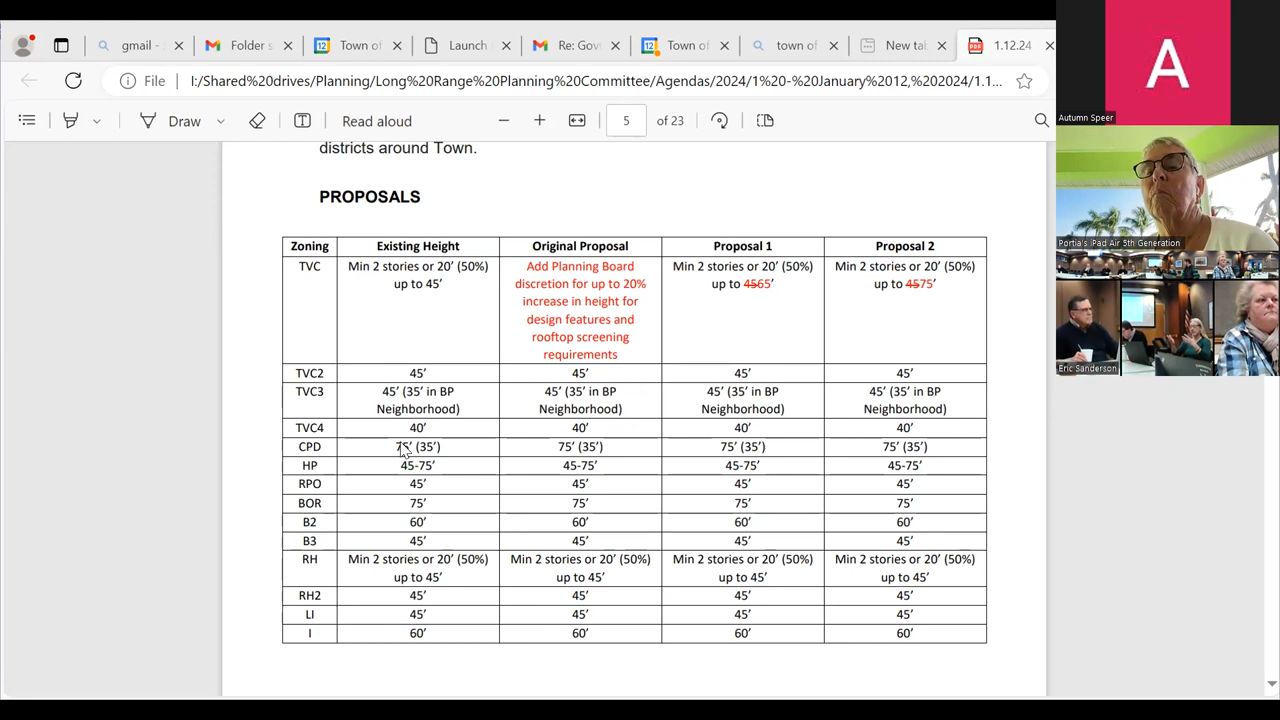 gmail -
Folder s
Town of
Launch
Re: Gov
Town of
town of
New tab
1.12.24
File
I:/Shared%20drives/Planning/Long%20Range%20Planning%20Committee/Agendas/2024/1%20-%20January%2012,%202024/1.1...
Draw
Read aloud
5
of 23
A
Autumn Speer
Portia's iPad Air 5th Generation
Eric Sanderson
districts around Town.
PROPOSALS
Zoning Existing Height Original Proposal Proposal 1 Proposal 2
TVC Min 2 stories or 20' (50%) Add Planning Board Min 2 stories or 20' (50%) Min 2 stories or 20' (50%)
up to 45' discretion for up to 20% up to 4565' up to 4575'
increase in height for
design features and
rooftop screening
requirements
TVC2 45' 45' 45' 45'
TVC3 45' (35' in BP 45' (35' in BP 45' (35' in BP 45' (35' in BP
Neighborhood) Neighborhood) Neighborhood) Neighborhood)
TVC4 40' 40' 40' 40'
CPD 75' (35') 75' (35') 75' (35') 75' (35')
HP 45-75' 45-75' 45-75' 45-75'
RPO 45' 45' 45' 45'
BOR 75' 75' 75' 75'
B2 60' 60' 60' 60'
B3 45' 45' 45' 45'
RH Min 2 stories or 20' (50%) Min 2 stories or 20' (50%) Min 2 stories or 20' (50%) Min 2 stories or 20' (50%)
up to 45' up to 45' up to 45' up to 45'
RH2 45' 45' 45' 45'
LI 45' 45' 45' 45'
I 60' 60' 60' 60'